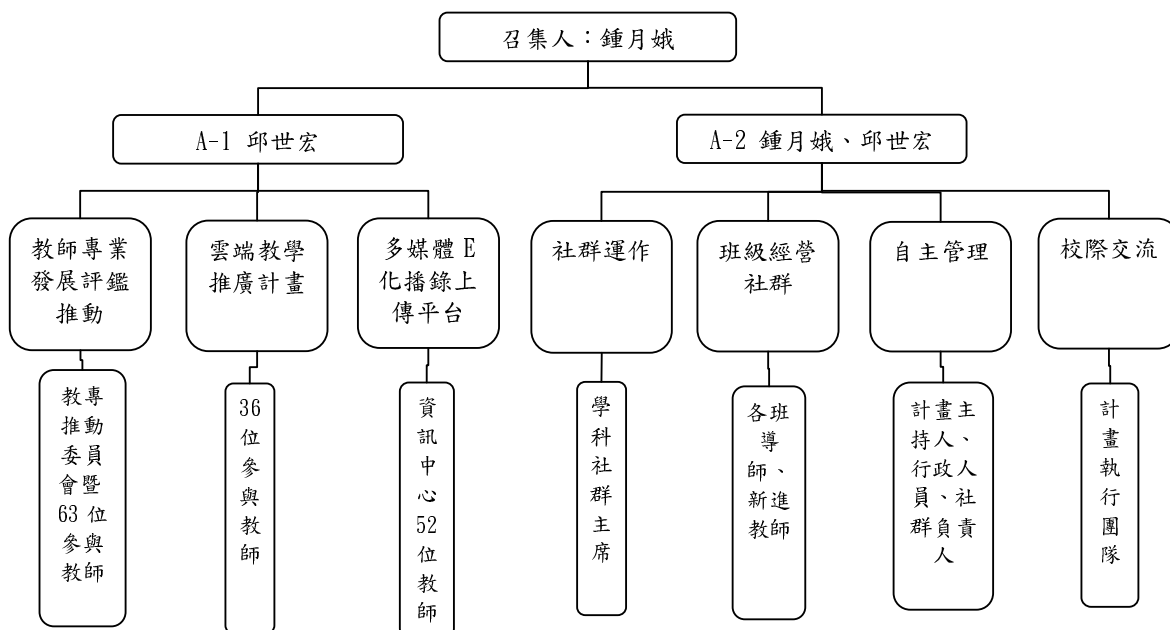 召集人：鍾月娥
A-1 邱世宏
A-2 鍾月娥、邱世宏
教師專業
發展評鑑
推動
雲端教學
推廣計畫
多媒體 E
化播錄上
傳平台
社群運作
班級經營
社群
自主管理
校際交流
教專
推動
委員
會暨
63 位
參與
教師
36
位
參
與
教
師
資
訊
中
心
52
位
教
師
學
科
社
群
主
席
各班
導
師、
新進
教師
計畫主
持人、
行政人
員、社
群負責
人
計
畫
執
行
團
隊